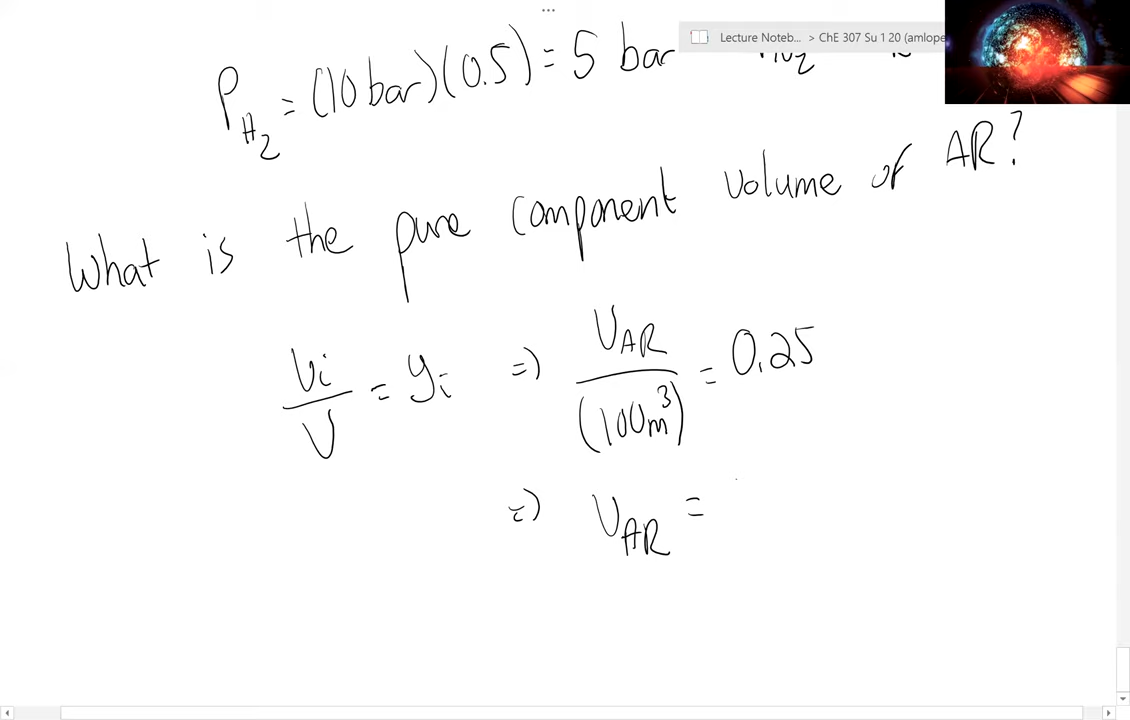 Lecture Noteb... > ChE 307 Su 1 20 (amlope
P_H₂ = (10 bar)(0.5) = 5 bar
What is the pure component volume of AR?
Vi/V = yi => V_AR/(100m³) = 0.25
=> V_AR =